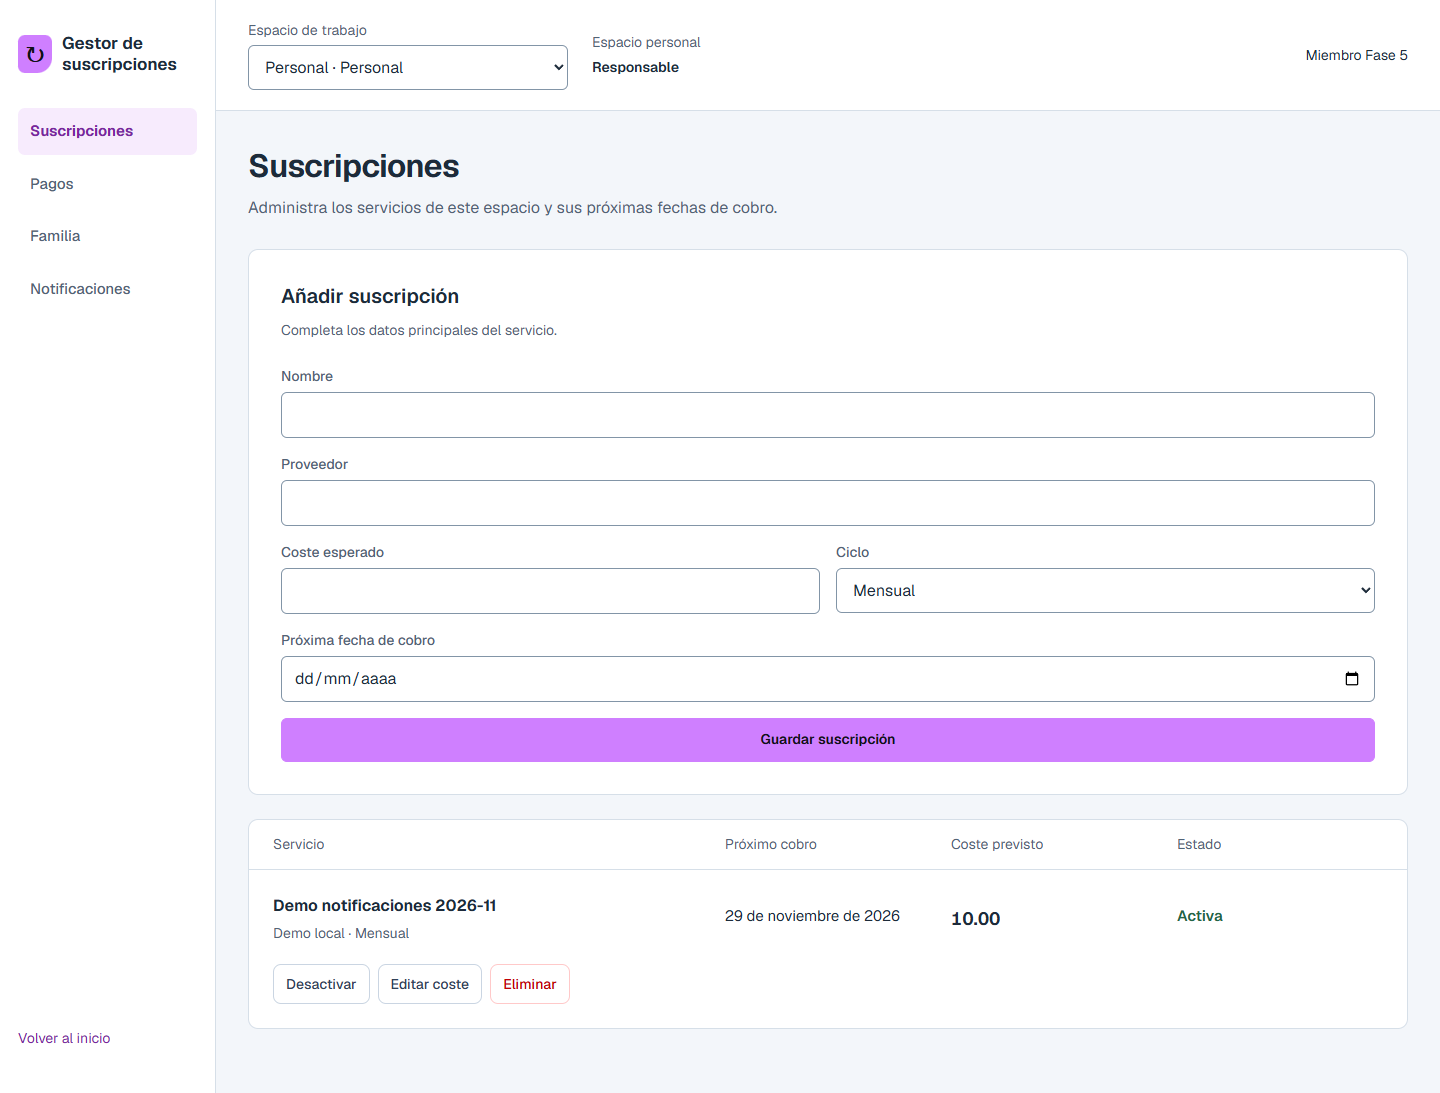 Gestor de
suscripciones
Suscripciones
Pagos
Familia
Notificaciones
Volver al inicio
Espacio de trabajo
Personal · Personal
Espacio personal
Responsable
Miembro Fase 5
Suscripciones
Administra los servicios de este espacio y sus próximas fechas de cobro.
Añadir suscripción
Completa los datos principales del servicio.
Nombre
Proveedor
Coste esperado
Ciclo
Mensual
Próxima fecha de cobro
dd/mm/aaaa
Guardar suscripción
Servicio Próximo cobro Coste previsto Estado
Demo notificaciones 2026-11
Demo local · Mensual
29 de noviembre de 2026
10.00
Activa
Desactivar Editar coste Eliminar